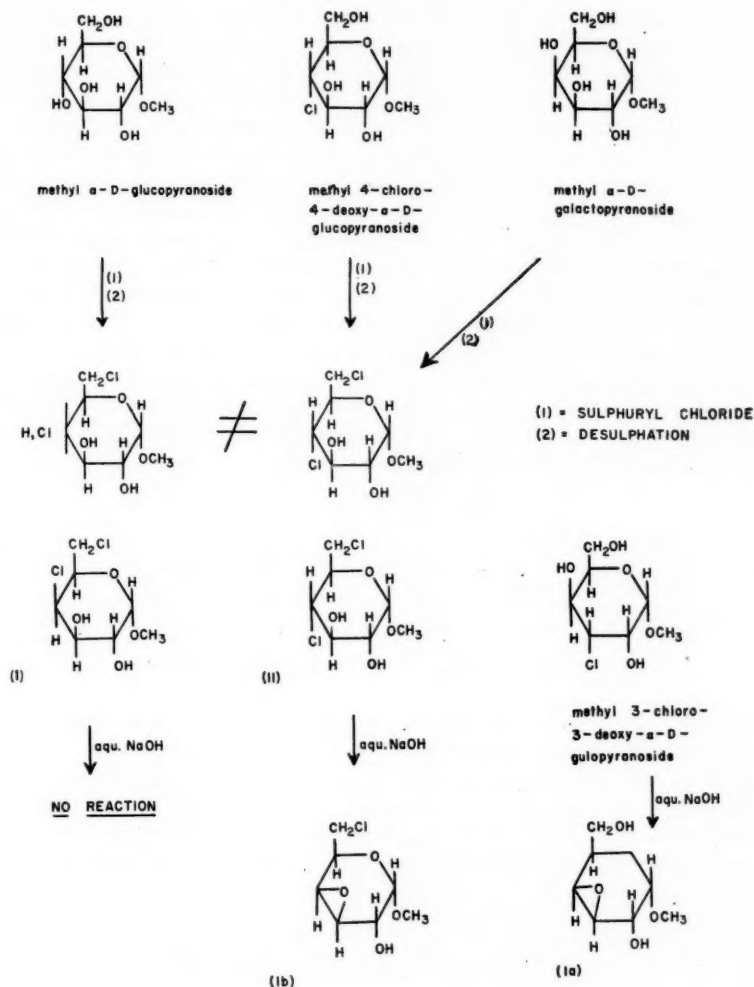 CH2OH CH2OH CH2OH
H O H H O H HO O H
H H H
OH H OH H OH H
HO OCH3 Cl OCH3 H OCH3
H OH H OH H OH
methyl α-D-glucopyranoside
methyl 4-chloro-
4-deoxy-α-D-
glucopyranoside
methyl α-D-
galactopyranoside
(1)
(2)
(1)
(2)
(1)
(2)
CH2Cl CH2Cl
O H H O H
H,Cl H H
OH H OH H
OCH3 Cl OCH3
H OH H OH
(1) = SULPHURYL CHLORIDE
(2) = DESULPHATION
CH2Cl CH2Cl CH2OH
Cl O H H O H HO O H
H H H
OH H OH H H H
H OCH3 Cl OCH3 H OCH3
H OH H OH Cl OH
(I) (II)
methyl 3-chloro-
3-deoxy-α-D-
gulopyranoside
aqu. NaOH
aqu. NaOH
aqu. NaOH
NO REACTION
CH2Cl
O H
H
O H
H OCH3
H OH
(Ib)
CH2OH
H
H
O H
H OCH3
H OH
(Ia)